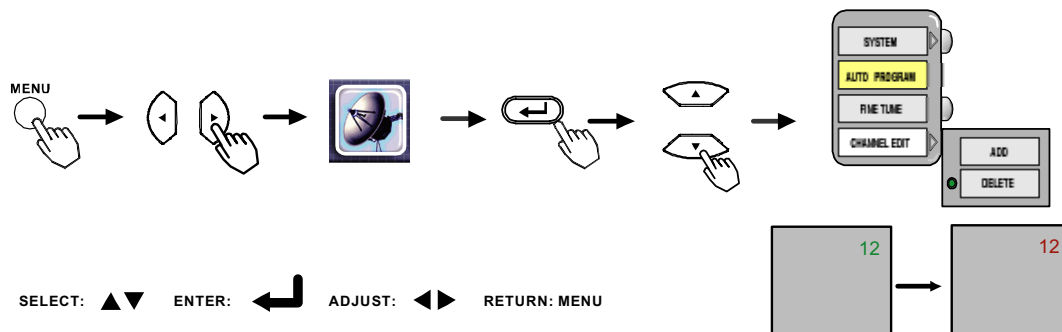 MENU
SYSTEM
AUTO PROGRAM
FINE TUNE
CHANNEL EDIT
ADD
DELETE
12
12
SELECT:
ENTER:
ADJUST:
RETURN: MENU